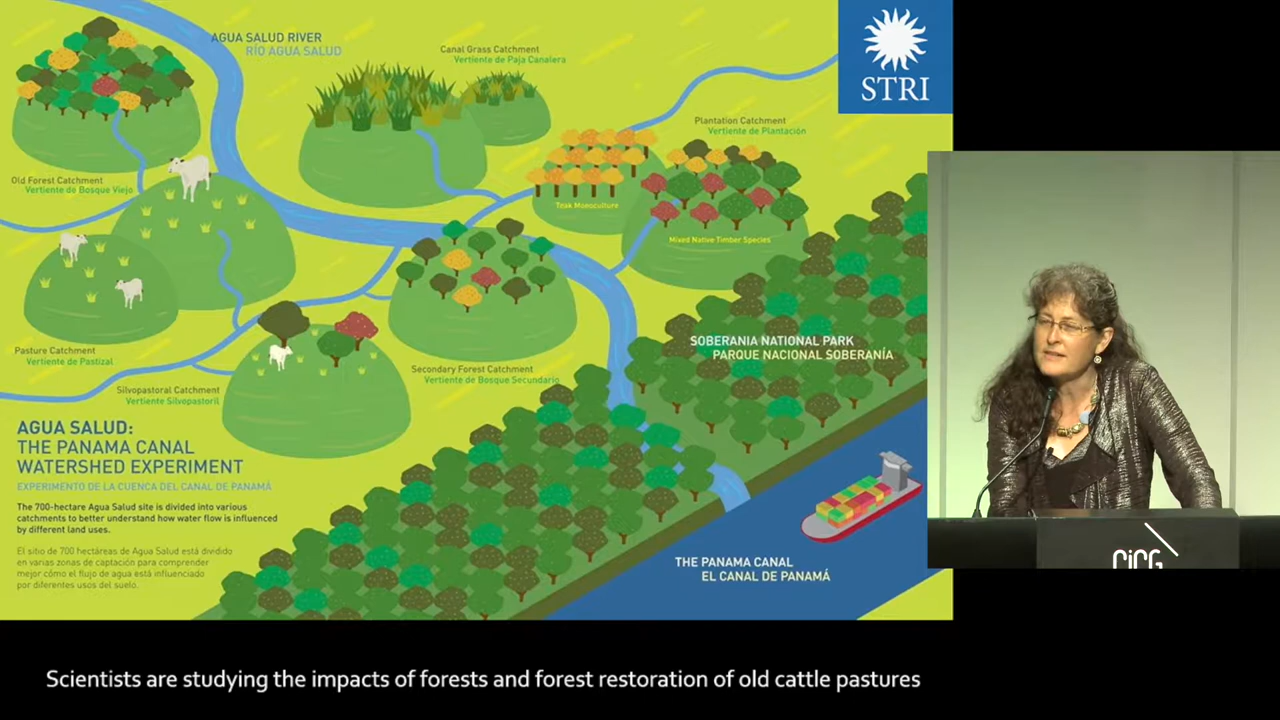 AGUA SALUD RIVER
RÍO AGUA SALUD
Canal Grass Catchment
Vertiente de Paja Canalera
STRI
Plantation Catchment
Vertiente de Plantación
Old Forest Catchment
Vertiente de Bosque Viejo
Teak Monoculture
Mixed Native Timber Species
Pasture Catchment
Vertiente de Pastizal
SOBERANIA NATIONAL PARK
PARQUE NACIONAL SOBERANÍA
Secondary Forest Catchment
Vertiente de Bosque Secundario
Silvopastoral Catchment
Vertiente Silvopastoril
AGUA SALUD:
THE PANAMA CANAL
WATERSHED EXPERIMENT
EXPERIMENTO DE LA CUENCA DEL CANAL DE PANAMÁ
The 700-hectare Agua Salud site is divided into various
catchments to better understand how water flow is influenced
by different land uses.
El sitio de 700 hectáreas de Agua Salud está dividido
en varias zonas de captación para comprender
mejor cómo el flujo de agua está influenciado
por diferentes usos del suelo.
THE PANAMA CANAL
EL CANAL DE PANAMÁ
CICG
Scientists are studying the impacts of forests and forest restoration of old cattle pastures